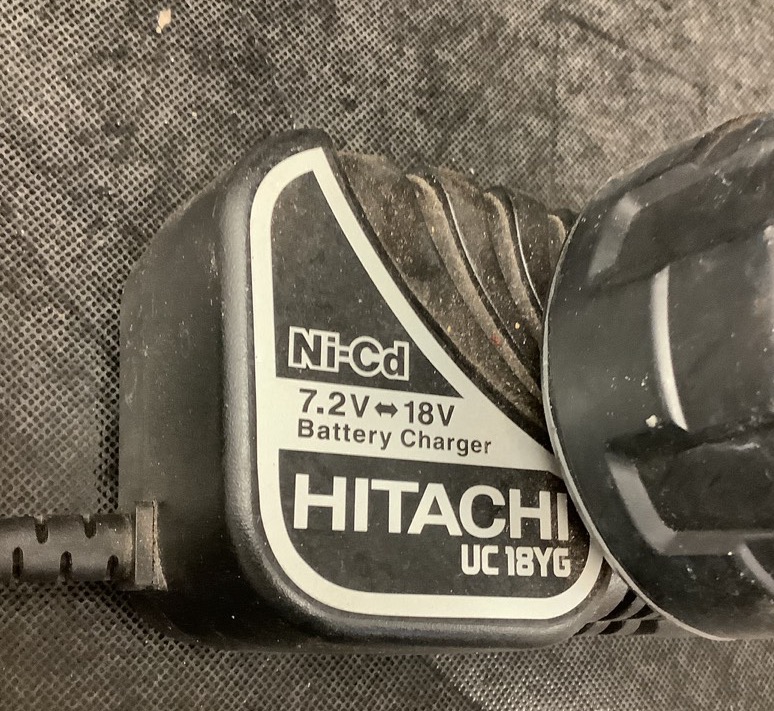 Ni-Cd
7.2V ⇔ 18V
Battery Charger
HITACHI
UC 18YG